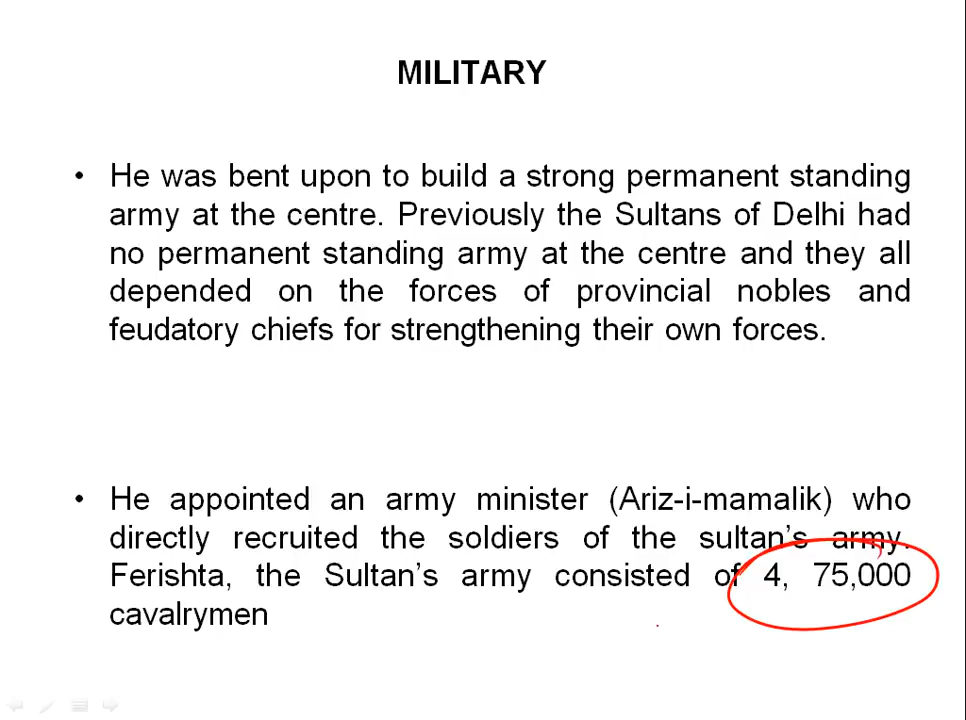 MILITARY
• He was bent upon to build a strong permanent standing
army at the centre. Previously the Sultans of Delhi had
no permanent standing army at the centre and they all
depended on the forces of provincial nobles and
feudatory chiefs for strengthening their own forces.
• He appointed an army minister (Ariz-i-mamalik) who
directly recruited the soldiers of the sultan's army.
Ferishta, the Sultan's army consisted of 4, 75,000
cavalrymen